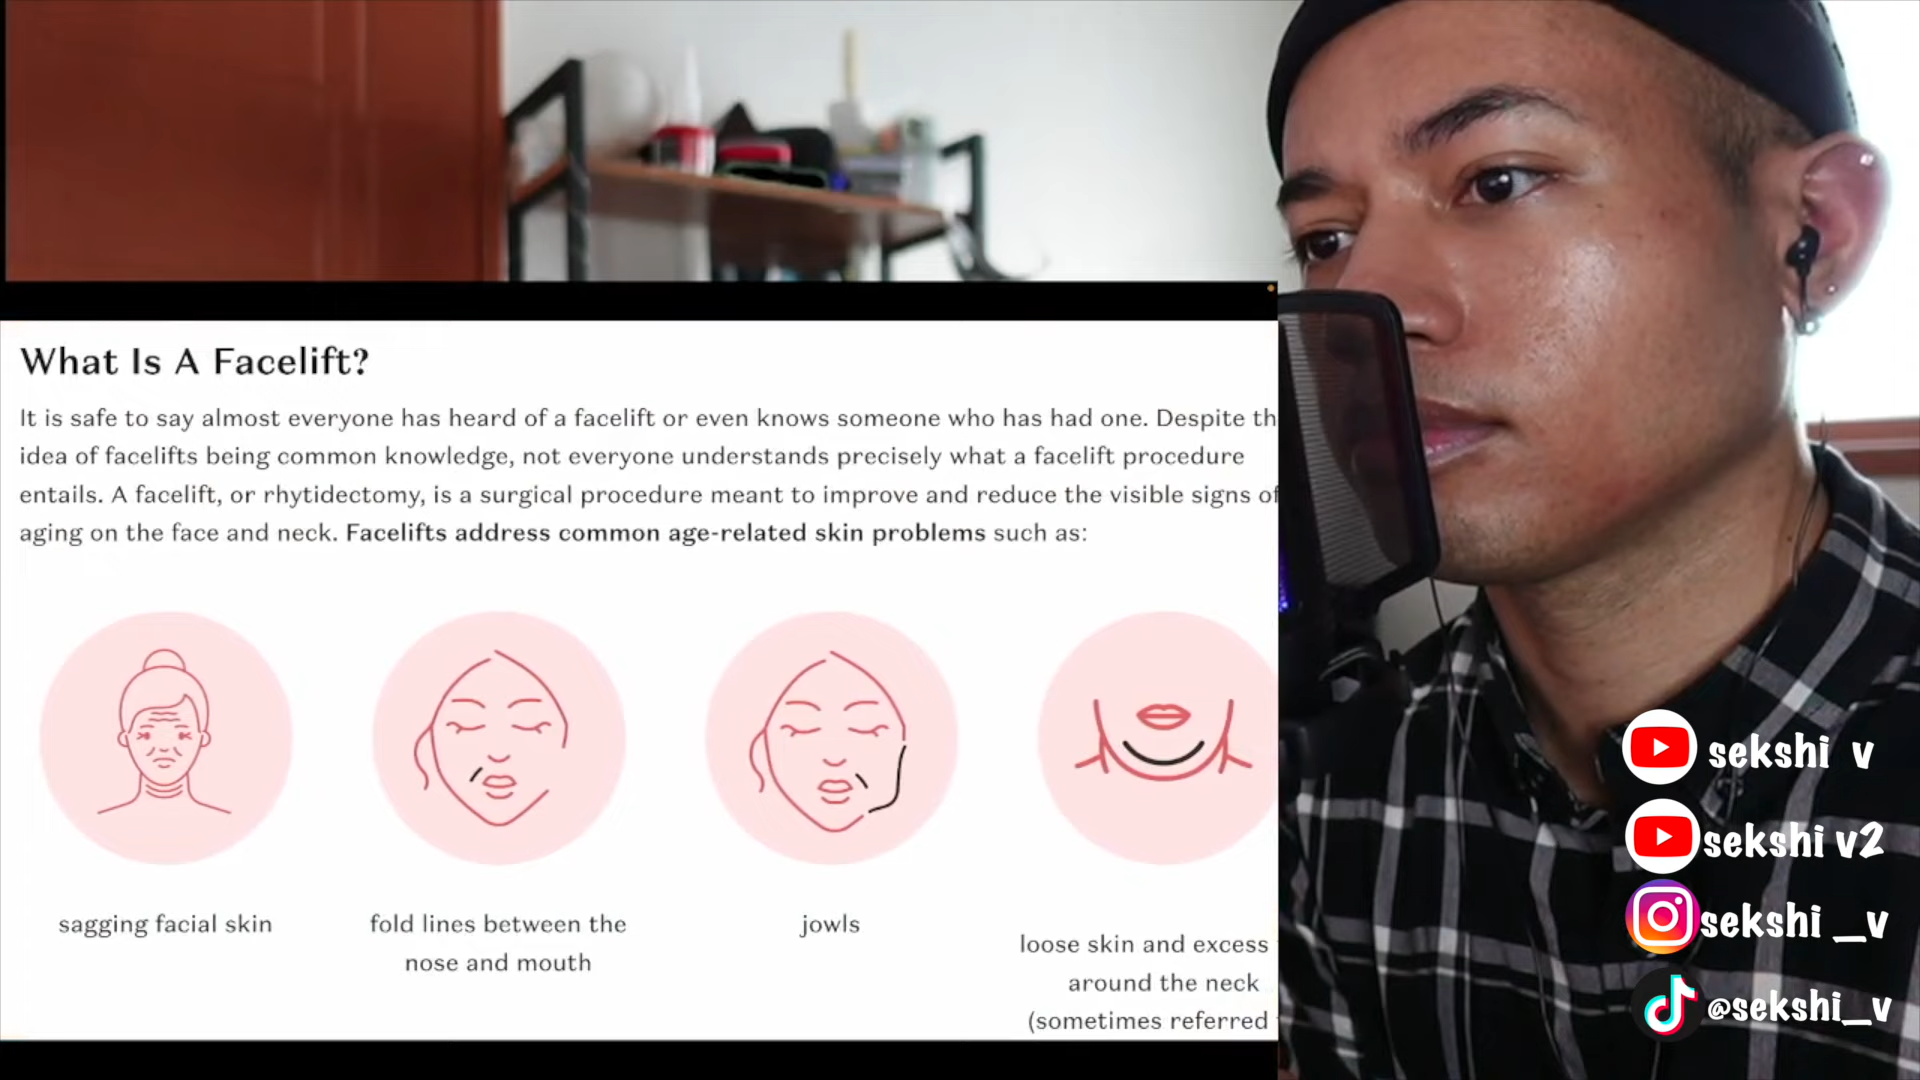 What Is A Facelift?
It is safe to say almost everyone has heard of a facelift or even knows someone who has had one. Despite th
idea of facelifts being common knowledge, not everyone understands precisely what a facelift procedure
entails. A facelift, or rhytidectomy, is a surgical procedure meant to improve and reduce the visible signs of
aging on the face and neck. Facelifts address common age-related skin problems such as:
sagging facial skin
fold lines between the
nose and mouth
jowls
loose skin and excess
around the neck
(sometimes referred
sekshi v
sekshi v2
sekshi __v
@sekshi__v